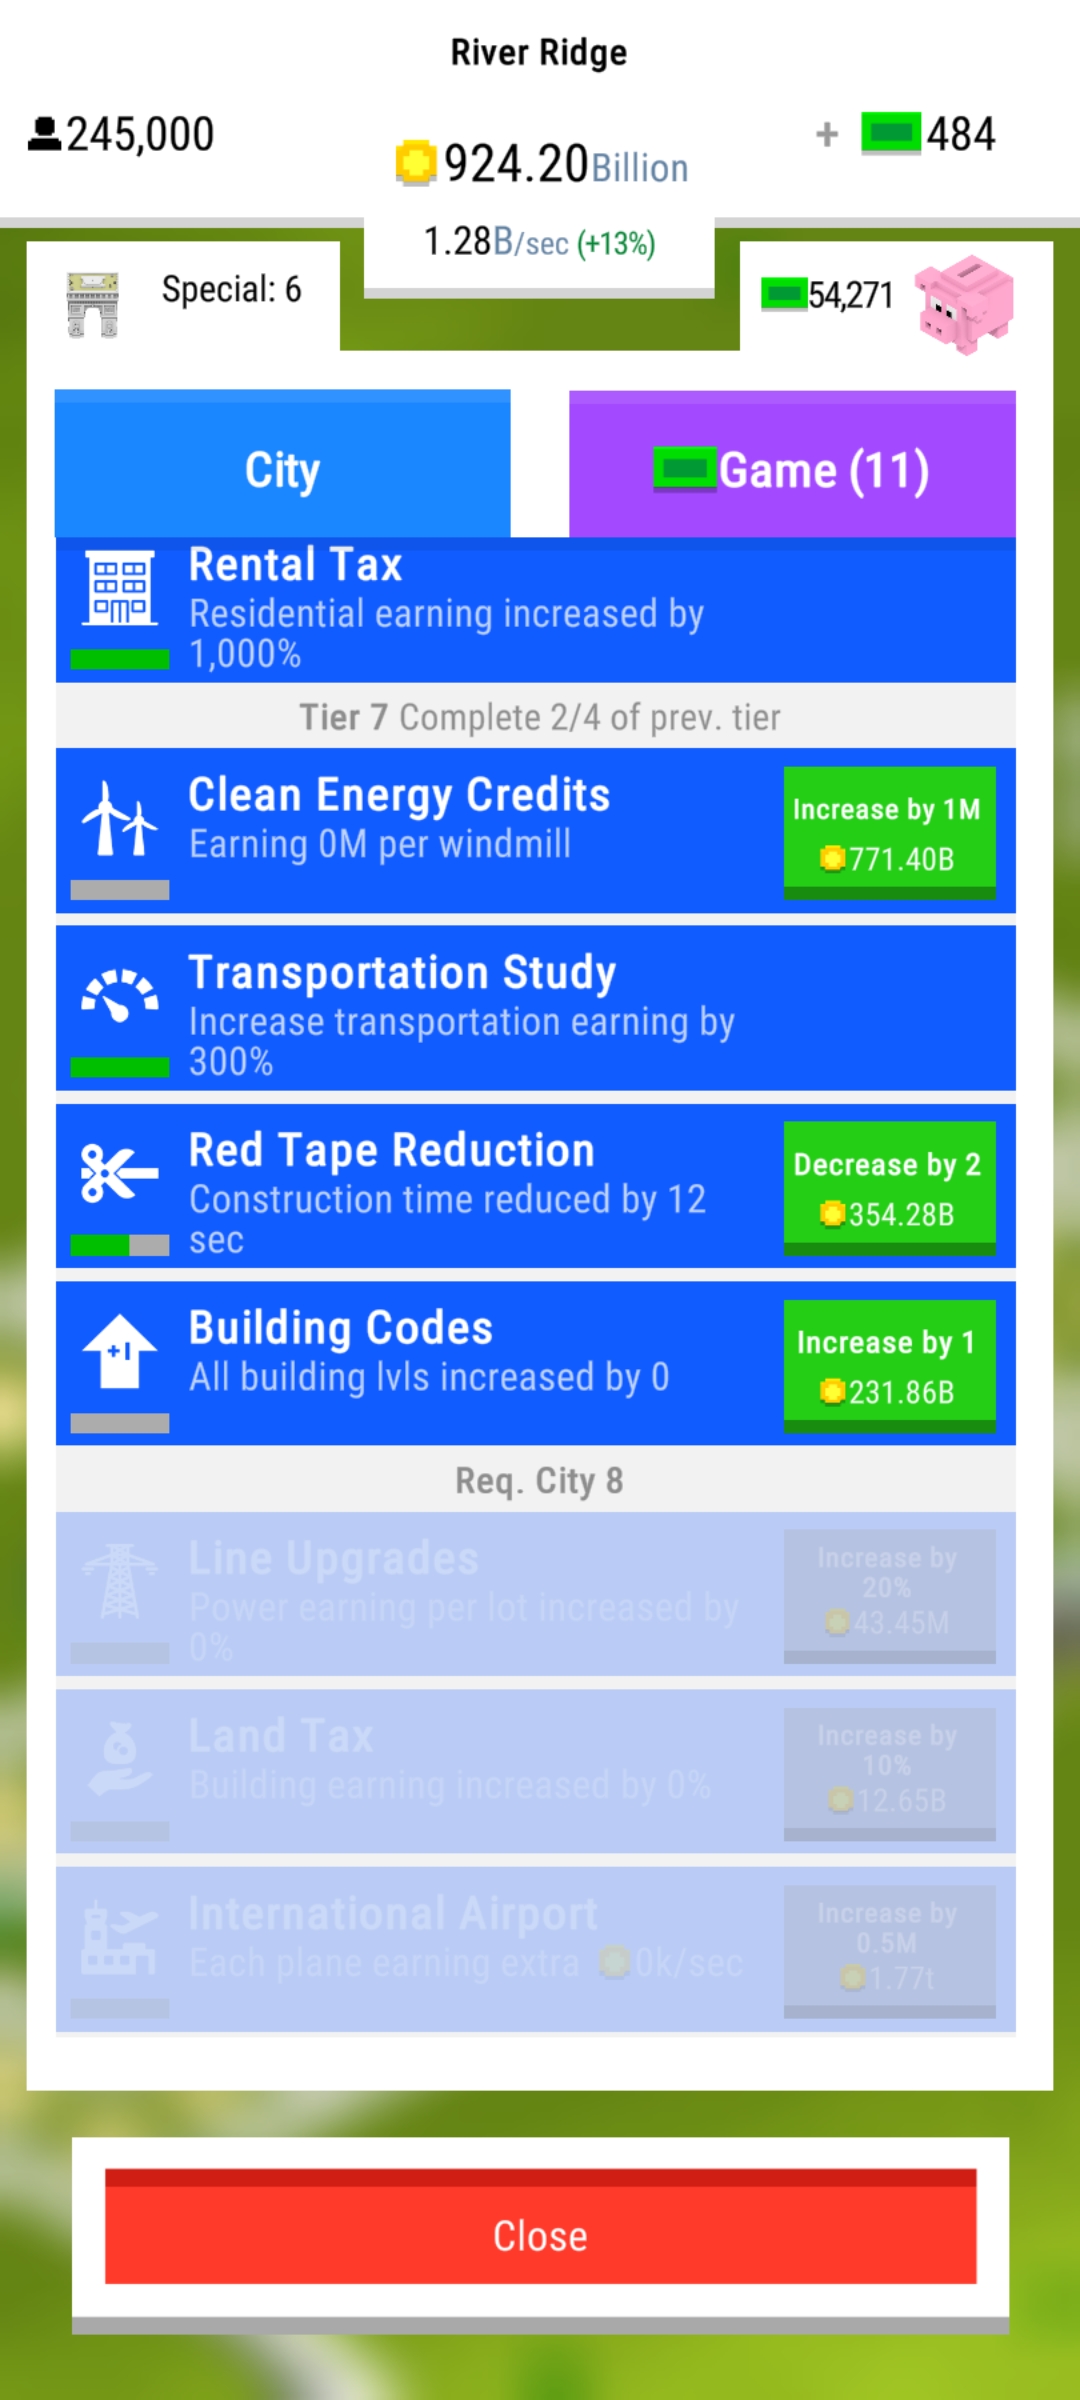 River Ridge
245,000
924.20Billion
+ 484
1.28B/sec (+13%)
Special: 6
54,271
City
Game (11)
Rental Tax
Residential earning increased by
1,000%
Tier 7 Complete 2/4 of prev. tier
Clean Energy Credits
Earning 0M per windmill
Increase by 1M
771.40B
Transportation Study
Increase transportation earning by
300%
Red Tape Reduction
Construction time reduced by 12
sec
Decrease by 2
354.28B
+1
Building Codes
All building lvls increased by 0
Increase by 1
231.86B
Req. City 8
Line Upgrades
Power earning per lot increased by
0%
Increase by
20%
43.45M
Land Tax
Building earning increased by 0%
Increase by
10%
12.65B
International Airport
Each plane earning extra 0k/sec
Increase by
0.5M
1.77t
Close